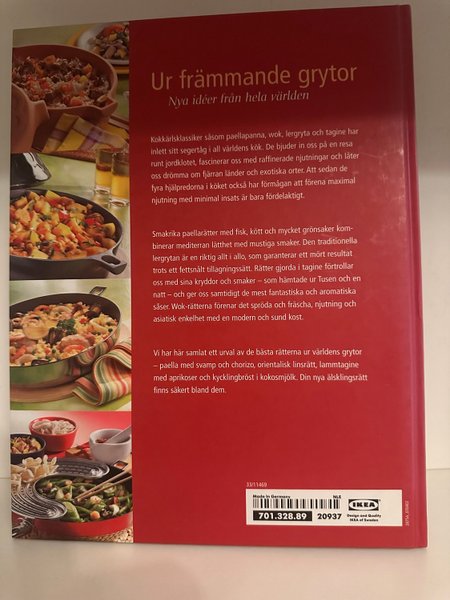 Ur främmande grytor
Nya idéer från hela världen
Kokkärlsklassiker såsom paellapanna, wok, lergryta och tagine har
inlett sitt segertåg i all världens kök. De bjuder in oss på en resa
runt jordklotet, fascinerar oss med raffinerade njutningar och låter
oss drömma om fjärran länder och exotiska orter. Att sedan de
fyra hjälpredorna i köket också har förmågan att förena maximal
njutning med minimal insats är bara fördelaktigt.
Smakrika paellarätter med fisk, kött och mycket grönsaker kom-
binerar mediterran lätthet med mustiga smaker. Den traditionella
lergrytan är en riktig allt i allo, som garanterar ett mört resultat
trots ett fettsnålt tillagningssätt. Rätter gjorda i tagine förtrollar
oss med sina kryddor och smaker – som hämtade ur Tusen och en
natt – och ger oss samtidigt de mest fantastiska och aromatiska
såser. Wok-rätterna förenar det spröda och fräscha, njutning och
asiatisk enkelhet med en modern och sund kost.
Vi har här samlat ett urval av de bästa rätterna ur världens grytor
– paella med svamp och chorizo, orientalisk linsrätt, lammtagine
med aprikoser och kycklingbröst i kokosmjölk. Din nya älsklingsrätt
finns säkert bland dem.
33/11469
Made in Germany NLE
701.328.89 20937
IKEA
Design and Quality
IKEA of Sweden